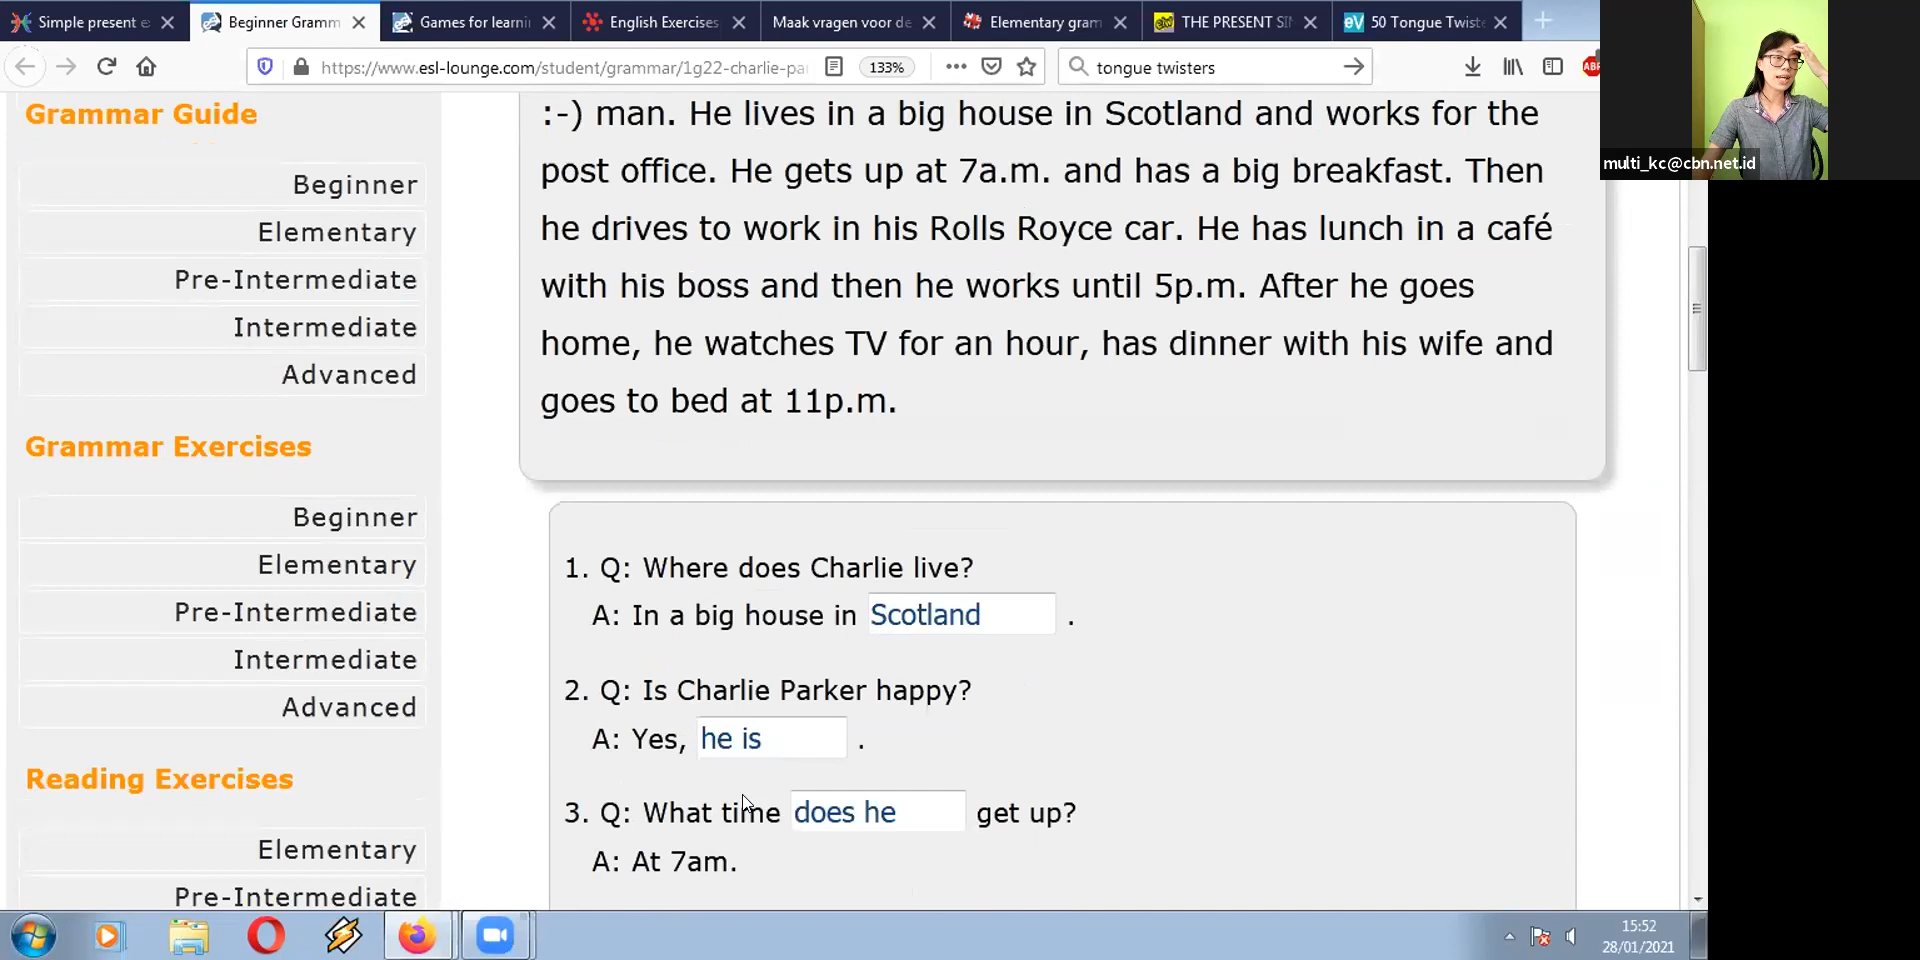 Simple present e
Beginner Gramm
Games for learni
English Exercises
Maak vragen voor de
Elementary gram
THE PRESENT SI
50 Tongue Twist
https://www.esl-lounge.com/student/grammar/1g22-charlie-pa
133%
tongue twisters
ABP
multi_kc@cbn.net.id
Grammar Guide
Beginner
Elementary
Pre-Intermediate
Intermediate
Advanced
Grammar Exercises
Beginner
Elementary
Pre-Intermediate
Intermediate
Advanced
Reading Exercises
Elementary
Pre-Intermediate
:-) man. He lives in a big house in Scotland and works for the
post office. He gets up at 7a.m. and has a big breakfast. Then
he drives to work in his Rolls Royce car. He has lunch in a café
with his boss and then he works until 5p.m. After he goes
home, he watches TV for an hour, has dinner with his wife and
goes to bed at 11p.m.
1. Q: Where does Charlie live?
A: In a big house in Scotland .
2. Q: Is Charlie Parker happy?
A: Yes, he is .
3. Q: What time does he get up?
A: At 7am.
15:52
28/01/2021